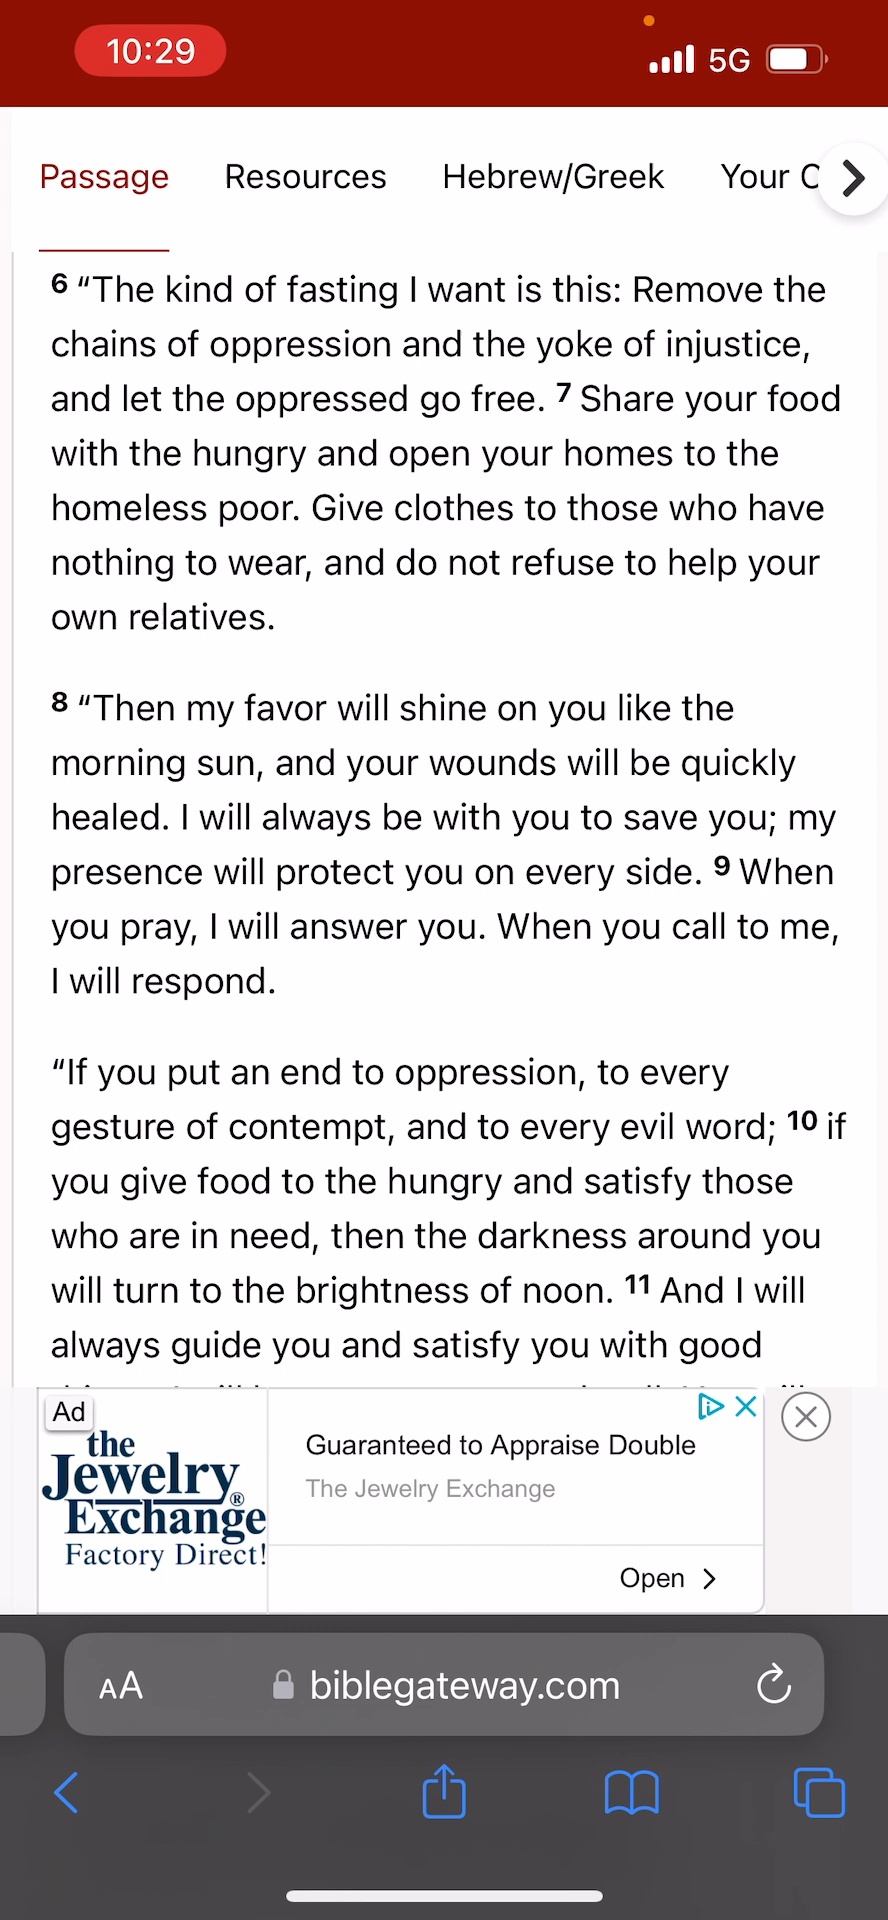 10:29
5G
Passage Resources Hebrew/Greek Your C
6 “The kind of fasting I want is this: Remove the
chains of oppression and the yoke of injustice,
and let the oppressed go free. 7 Share your food
with the hungry and open your homes to the
homeless poor. Give clothes to those who have
nothing to wear, and do not refuse to help your
own relatives.
8 “Then my favor will shine on you like the
morning sun, and your wounds will be quickly
healed. I will always be with you to save you; my
presence will protect you on every side. 9 When
you pray, I will answer you. When you call to me,
I will respond.
“If you put an end to oppression, to every
gesture of contempt, and to every evil word; 10 if
you give food to the hungry and satisfy those
who are in need, then the darkness around you
will turn to the brightness of noon. 11 And I will
always guide you and satisfy you with good
Ad
the
Jewelry
Exchange®
Factory Direct!
Guaranteed to Appraise Double
The Jewelry Exchange
Open
AA
biblegateway.com